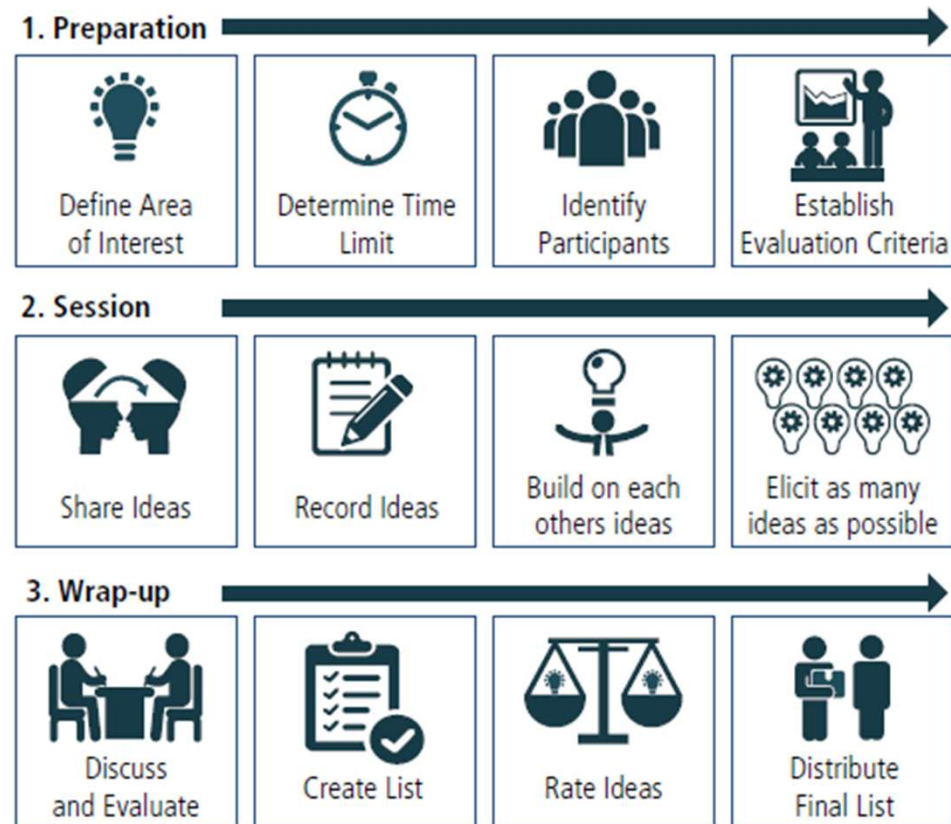 1. Preparation
Define Area
of Interest
Determine Time
Limit
Identify
Participants
Establish
Evaluation Criteria
2. Session
Share Ideas
Record Ideas
Build on each
others ideas
Elicit as many
ideas as possible
3. Wrap-up
Discuss
and Evaluate
Create List
Rate Ideas
Distribute
Final List